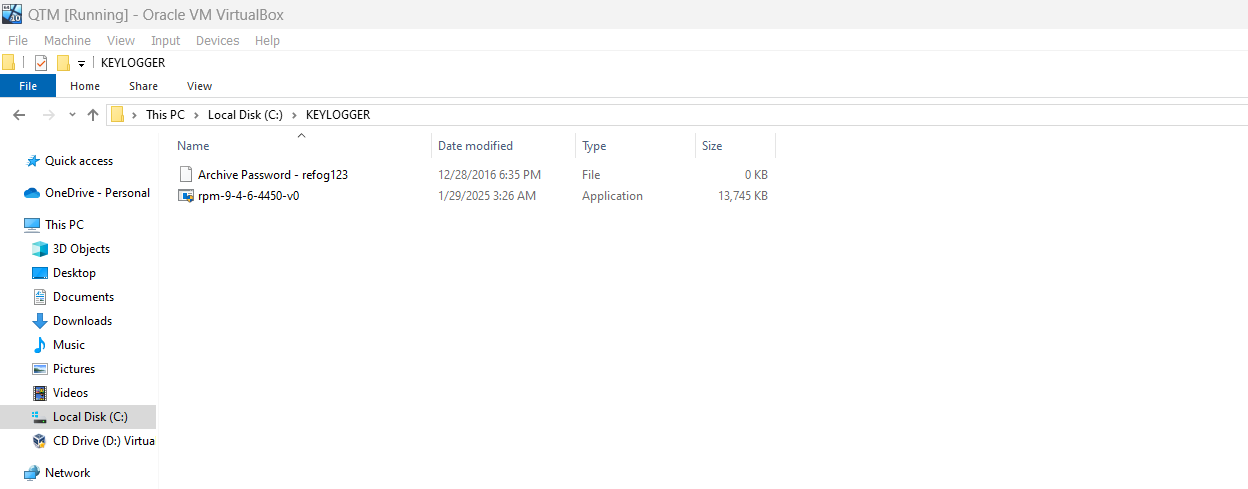 QTM [Running] - Oracle VM VirtualBox
File Machine View Input Devices Help
KEYLOGGER
File Home Share View
This PC Local Disk (C:) KEYLOGGER
Name Date modified Type Size
Archive Password - refog123 12/28/2016 6:35 PM File 0 KB
rpm-9-4-6-4450-v0 1/29/2025 3:26 AM Application 13,745 KB
Quick access
OneDrive - Personal
This PC
3D Objects
Desktop
Documents
Downloads
Music
Pictures
Videos
Local Disk (C:)
CD Drive (D:) Virtua
Network